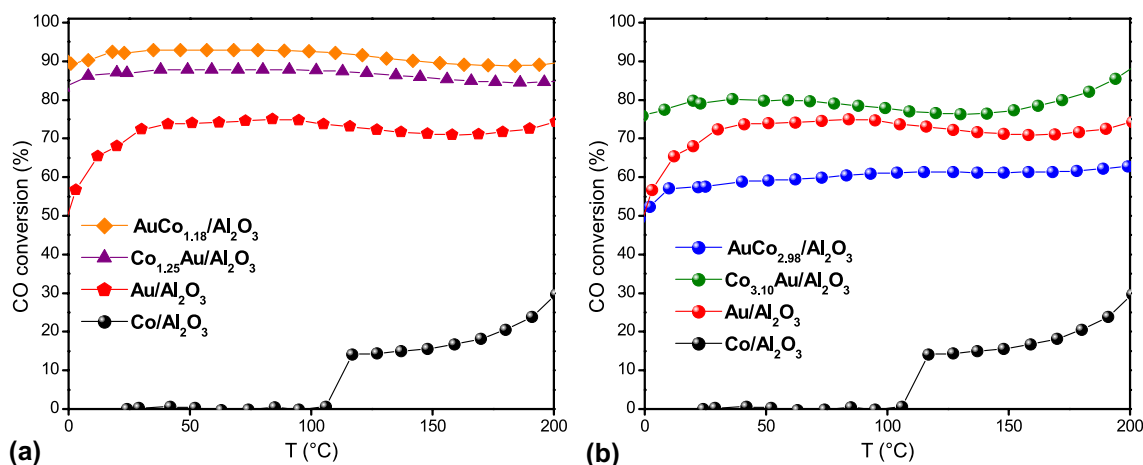 100
90
80
70
60
50
40
30
20
10
0
CO conversion (%)
AuCo₁.₁₈/Al₂O₃
Co₁.₂₅Au/Al₂O₃
Au/Al₂O₃
Co/Al₂O₃
0 50 100 150 200
T (°C)
(a)
100
90
80
70
60
50
40
30
20
10
0
CO conversion (%)
AuCo₂.₉₈/Al₂O₃
Co₃.₁₀Au/Al₂O₃
Au/Al₂O₃
Co/Al₂O₃
0 50 100 150 200
T (°C)
(b)